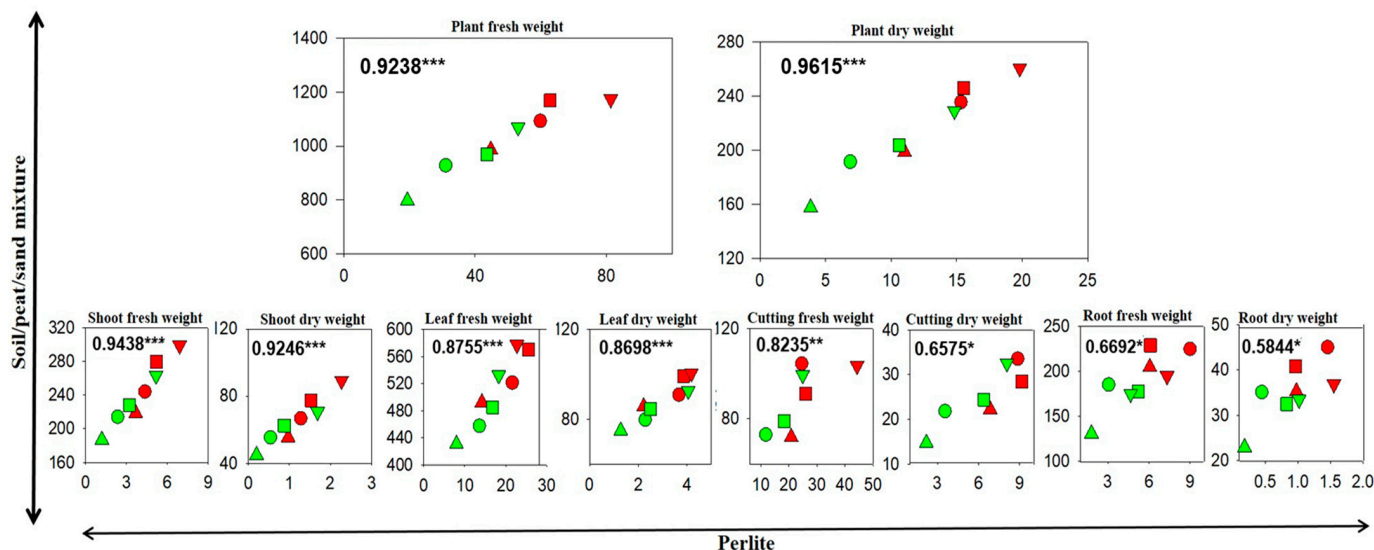 Plant fresh weight
1400
1200
1000
800
600
0.9238***
0 40 80
Plant dry weight
280
240
200
160
120
0.9615***
0 5 10 15 20 25
Soil/peat/sand mixture
Shoot fresh weight
320
280
240
200
160
0.9438***
0 3 6 9
Shoot dry weight
120
80
40
0.9246***
0 1 2 3
Leaf fresh weight
600
560
520
480
440
400
0.8755***
0 10 20 30
Leaf dry weight
120
80
0.8698***
0 2 4
Cutting fresh weight
120
80
0.8235**
10 20 30 40 50
Cutting dry weight
40
30
20
10
0.6575*
3 6 9
Root fresh weight
250
200
150
100
0.6692*
0 3 6 9
Root dry weight
50
40
30
20
0.5844*
0.5 1.0 1.5 2.0
Perlite